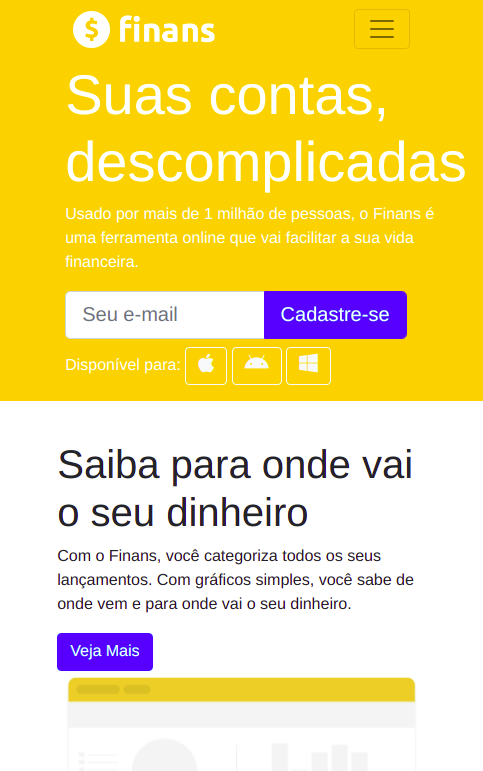 $ finans
Suas contas,
descomplicadas
Usado por mais de 1 milhão de pessoas, o Finans é
uma ferramenta online que vai facilitar a sua vida
financeira.
Seu e-mail Cadastre-se
Disponível para:
Saiba para onde vai
o seu dinheiro
Com o Finans, você categoriza todos os seus
lançamentos. Com gráficos simples, você sabe de
onde vem e para onde vai o seu dinheiro.
Veja Mais